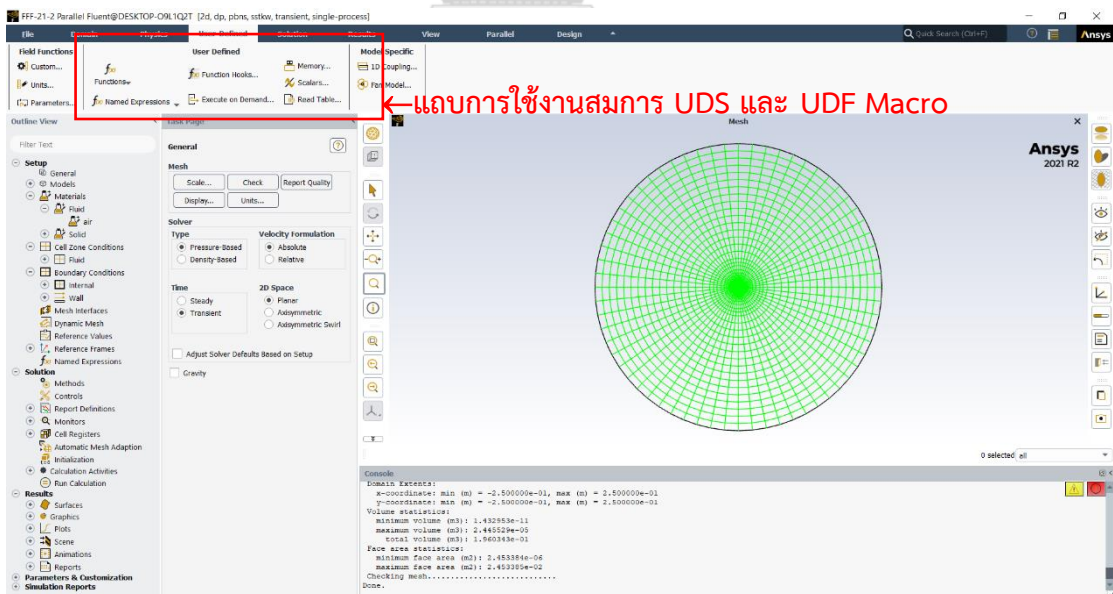 FFF-21-2 Parallel Fluent@DESKTOP-O9L1Q2T [2d, dp, pbns, sstkw, transient, single-process]
File Domain Physics User Defined Solution Results View Parallel Design Quick Search (Ctrl+F) Ansys
Field Functions User Defined Model Specific
Custom... Functions Function Hooks... Memory... 1D Coupling...
Units... Scalars... Fan Model...
Parameters... Named Expressions Execute on Demand... Read Table...
←แถบการใช้งานสมการ UDS และ UDF Macro
Outline View
Filter Text
Setup
General
Models
Materials
Fluid
air
Solid
Cell Zone Conditions
Fluid
Boundary Conditions
Internal
Wall
Mesh Interfaces
Dynamic Mesh
Reference Values
Reference Frames
Named Expressions
Solution
Methods
Controls
Report Definitions
Monitors
Cell Registers
Automatic Mesh Adaption
Initialization
Calculation Activities
Run Calculation
Results
Surfaces
Graphics
Plots
Scene
Animations
Reports
Parameters & Customization
Simulation Reports
Task Page
General
Mesh
Scale... Check Report Quality
Display... Units...
Solver
Type Velocity Formulation
Pressure-Based Absolute
Density-Based Relative
Time 2D Space
Steady Planar
Transient Axisymmetric
Axisymmetric Swirl
Adjust Solver Defaults Based on Setup
Gravity
Mesh
Ansys
2021 R2
0 selected all
Console
Domain Extents:
x-coordinate: min (m) = -2.500000e-01, max (m) = 2.500000e-01
y-coordinate: min (m) = -2.500000e-01, max (m) = 2.500000e-01
Volume statistics:
minimum volume (m3): 1.432953e-11
maximum volume (m3): 2.445529e-05
total volume (m3): 1.960343e-01
Face area statistics:
minimum face area (m2): 2.453384e-06
maximum face area (m2): 2.453385e-02
Checking mesh............................
Done.